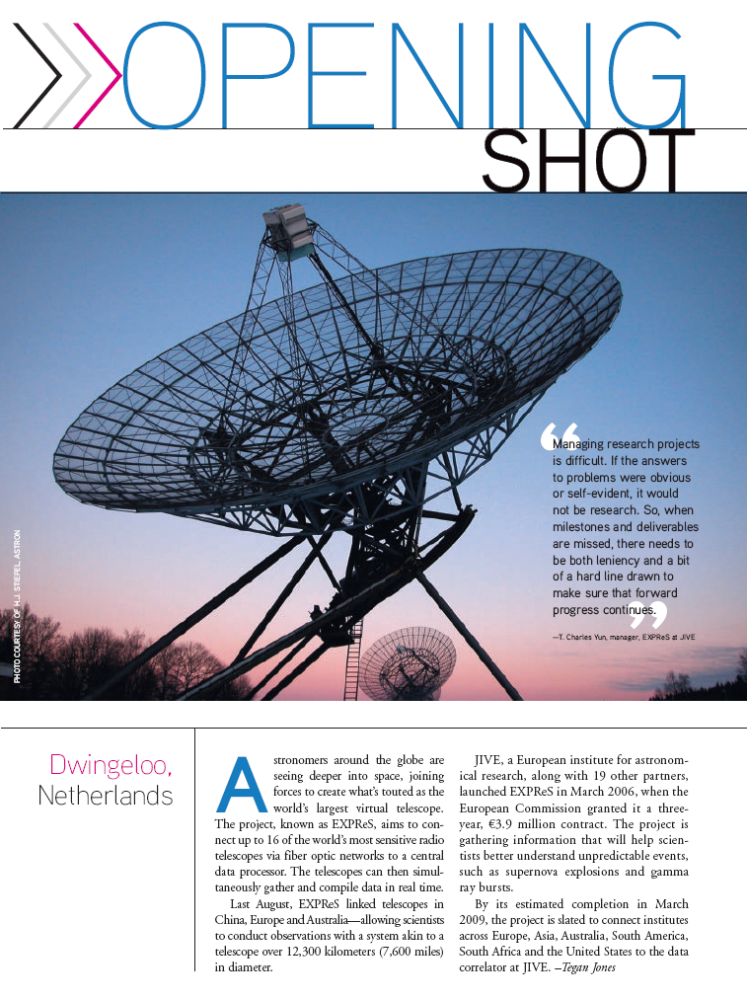 OPENING
SHOT
“Managing research projects
is difficult. If the answers
to problems were obvious
or self-evident, it would
not be research. So, when
milestones and deliverables
are missed, there needs to
be both leniency and a bit
of a hard line drawn to
make sure that forward
progress continues.”
—T. Charles Yun, manager, EXPReS at JIVE
PHOTO COURTESY OF H.J. STIEPEL, ASTRON
Dwingeloo,
Netherlands
Astronomers around the globe are
seeing deeper into space, joining
forces to create what’s touted as the
world’s largest virtual telescope.
The project, known as EXPReS, aims to con-
nect up to 16 of the world’s most sensitive radio
telescopes via fiber optic networks to a central
data processor. The telescopes can then simul-
taneously gather and compile data in real time.
Last August, EXPReS linked telescopes in
China, Europe and Australia—allowing scientists
to conduct observations with a system akin to a
telescope over 12,300 kilometers (7,600 miles)
in diameter.
JIVE, a European institute for astronom-
ical research, along with 19 other partners,
launched EXPReS in March 2006, when the
European Commission granted it a three-
year, €3.9 million contract. The project is
gathering information that will help scien-
tists better understand unpredictable events,
such as supernova explosions and gamma
ray bursts.
By its estimated completion in March
2009, the project is slated to connect institutes
across Europe, Asia, Australia, South America,
South Africa and the United States to the data
correlator at JIVE. –Tegan Jones